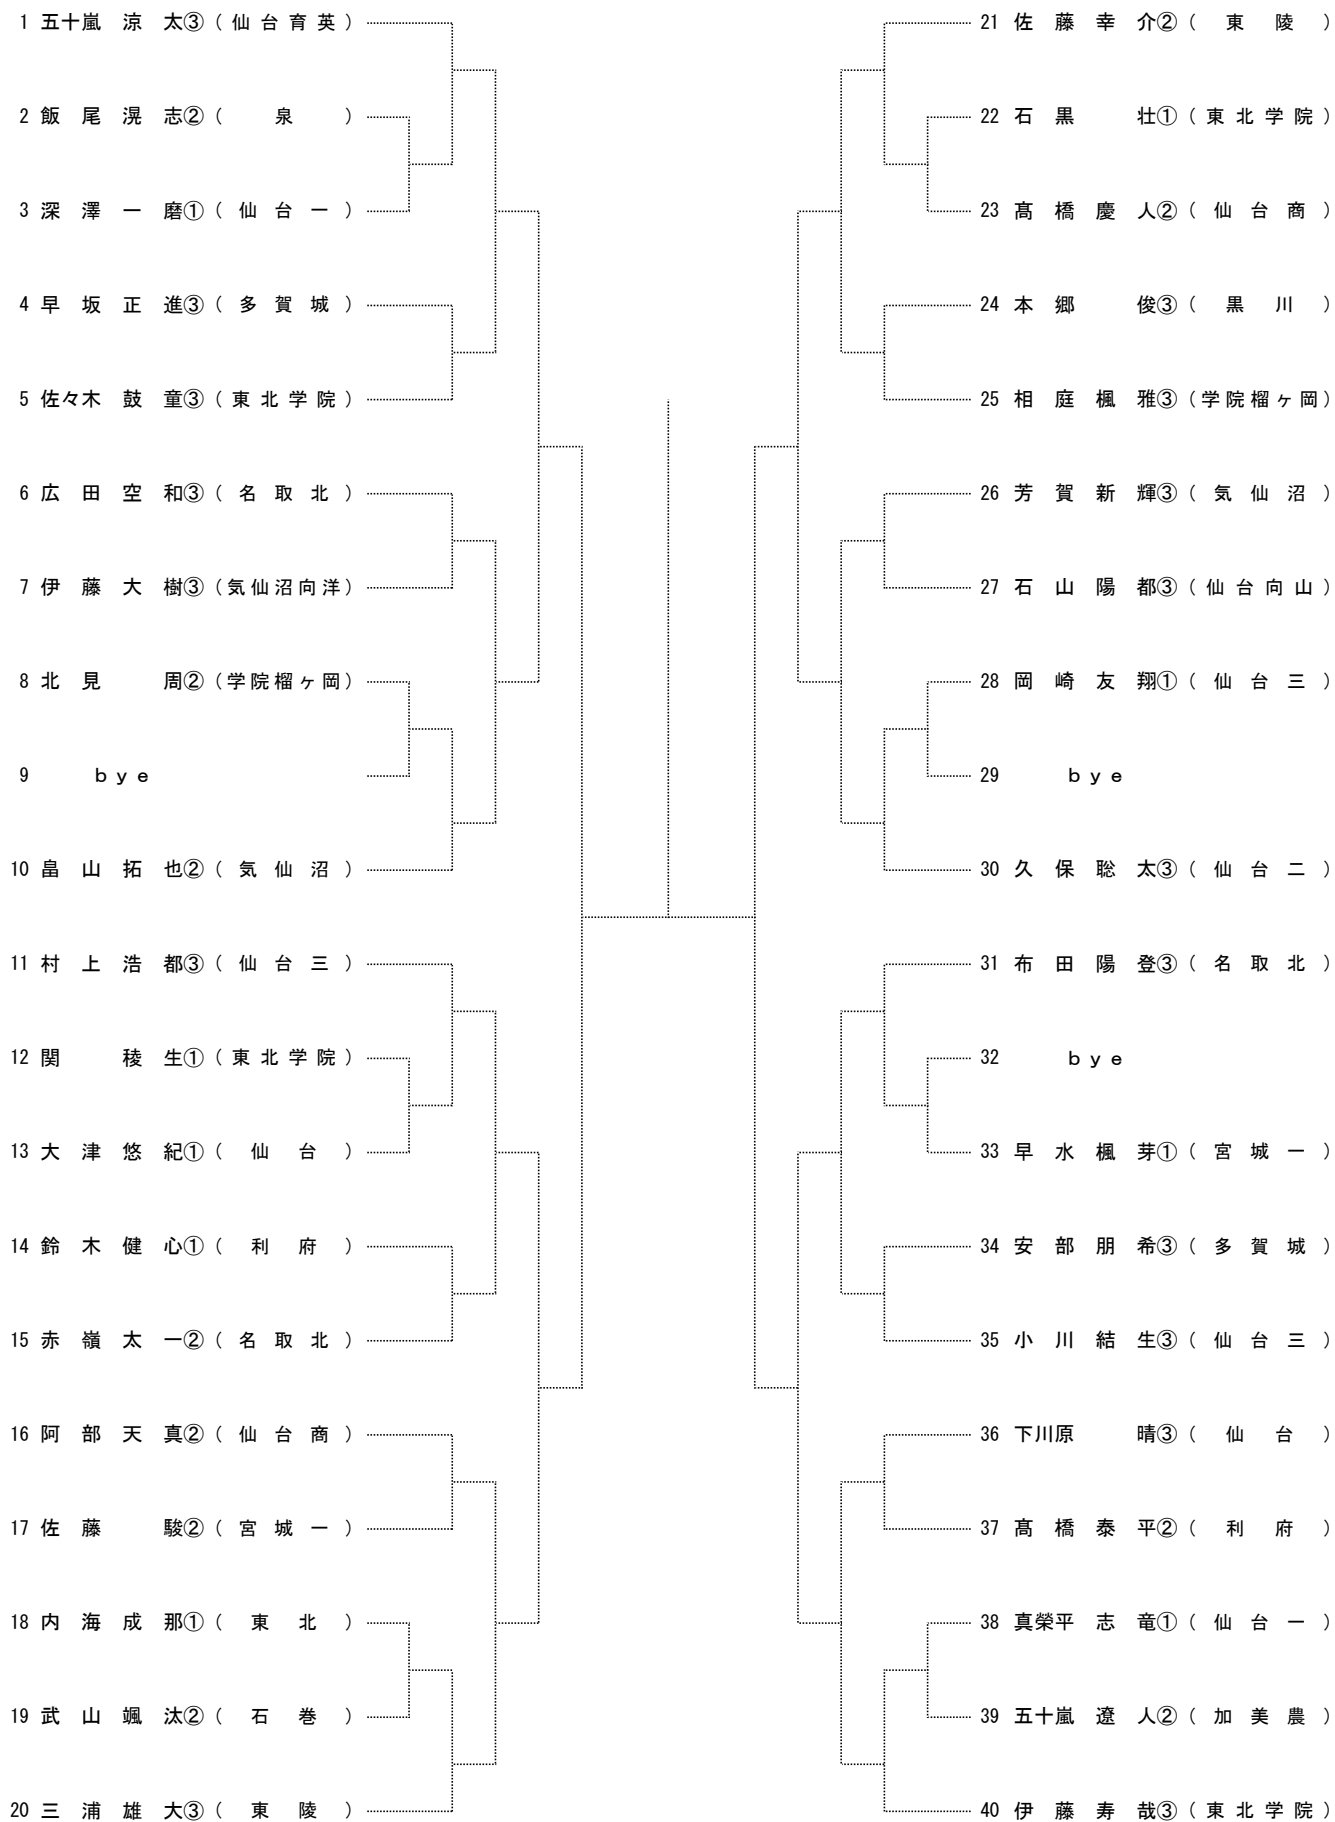 1 五十嵐 涼 太③ ( 仙 台 育 英 )
2 飯 尾 滉 志② ( 泉 )
3 深 澤 一 磨① ( 仙 台 一 )
4 早 坂 正 進③ ( 多 賀 城 )
5 佐々木 鼓 童③ ( 東 北 学 院 )
6 広 田 空 和③ ( 名 取 北 )
7 伊 藤 大 樹③ (気仙沼向洋)
8 北 見 周② (学院榴ヶ岡)
9 bye
10 畠 山 拓 也② ( 気 仙 沼 )
11 村 上 浩 都③ ( 仙 台 三 )
12 関 稜 生① ( 東 北 学 院 )
13 大 津 悠 紀① ( 仙 台 )
14 鈴 木 健 心① ( 利 府 )
15 赤 嶺 太 一② ( 名 取 北 )
16 阿 部 天 真② ( 仙 台 商 )
17 佐 藤 駿② ( 宮 城 一 )
18 内 海 成 那① ( 東 北 )
19 武 山 颯 汰② ( 石 巻 )
20 三 浦 雄 大③ ( 東 陵 )
21 佐 藤 幸 介② ( 東 陵 )
22 石 黒 壮① ( 東 北 学 院 )
23 髙 橋 慶 人② ( 仙 台 商 )
24 本 郷 俊③ ( 黒 川 )
25 相 庭 楓 雅③ (学院榴ヶ岡)
26 芳 賀 新 輝③ ( 気 仙 沼 )
27 石 山 陽 都③ ( 仙 台 向 山 )
28 岡 崎 友 翔① ( 仙 台 三 )
29 bye
30 久 保 聡 太③ ( 仙 台 二 )
31 布 田 陽 登③ ( 名 取 北 )
32 bye
33 早 水 楓 芽① ( 宮 城 一 )
34 安 部 朋 希③ ( 多 賀 城 )
35 小 川 結 生③ ( 仙 台 三 )
36 下川原 晴③ ( 仙 台 )
37 髙 橋 泰 平② ( 利 府 )
38 真榮平 志 竜① ( 仙 台 一 )
39 五十嵐 遼 人② ( 加 美 農 )
40 伊 藤 寿 哉③ ( 東 北 学 院 )